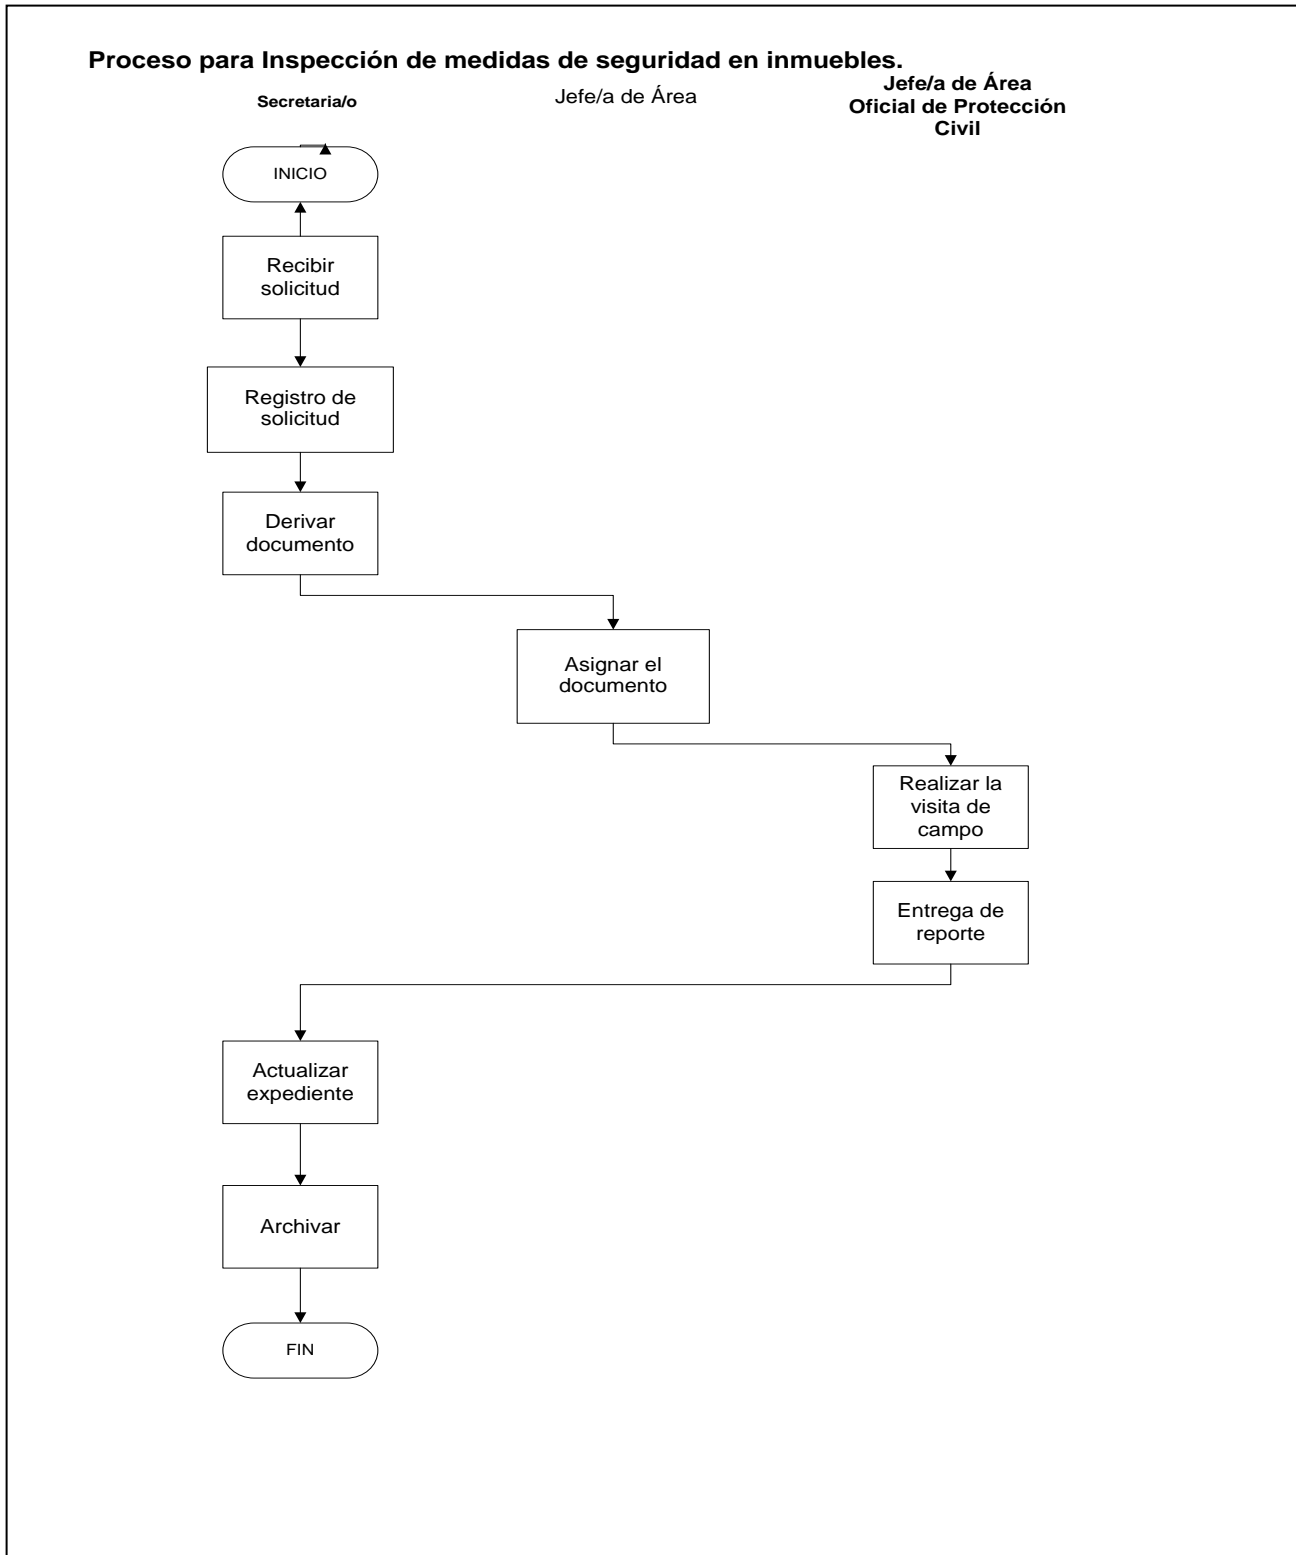 Proceso para Inspección de medidas de seguridad en inmuebles.
Secretaria/o
Jefe/a de Área
Jefe/a de Área
Oficial de Protección
Civil
INICIO
Recibir
solicitud
Registro de
solicitud
Derivar
documento
Asignar el
documento
Realizar la
visita de
campo
Entrega de
reporte
Actualizar
expediente
Archivar
FIN